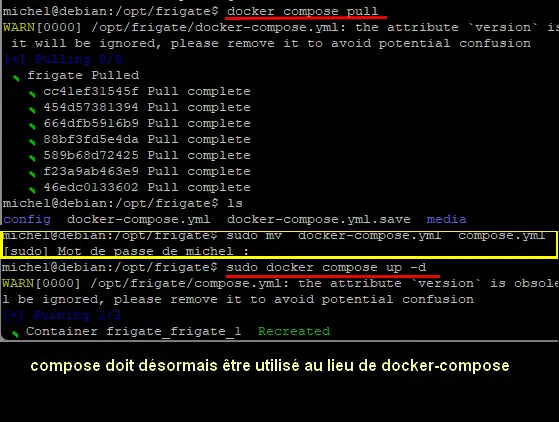 michel@debian:/opt/frigate$ docker compose pull
WARN[0000] /opt/frigate/docker-compose.yml: the attribute `version` is obs
 it will be ignored, please remove it to avoid potential confusion
[+] Pulling 8/8
frigate Pulled
cc41ef31545f Pull complete
454d57381394 Pull complete
664dfb5916b9 Pull complete
88bf3fd5e4da Pull complete
589b68d72425 Pull complete
f23a9ab463e9 Pull complete
46edc0133602 Pull complete
michel@debian:/opt/frigate$ ls
config  docker-compose.yml  docker-compose.yml.save  media
michel@debian:/opt/frigate$ sudo mv  docker-compose.yml  compose.yml
[sudo] Mot de passe de michel :
michel@debian:/opt/frigate$ sudo docker compose up -d
WARN[0000] /opt/frigate/compose.yml: the attribute `version` is obsole
l be ignored, please remove it to avoid potential confusion
[+] Running 1/1
Container frigate_frigate_1  Recreated
compose doit désormais être utilisé au lieu de docker-compose